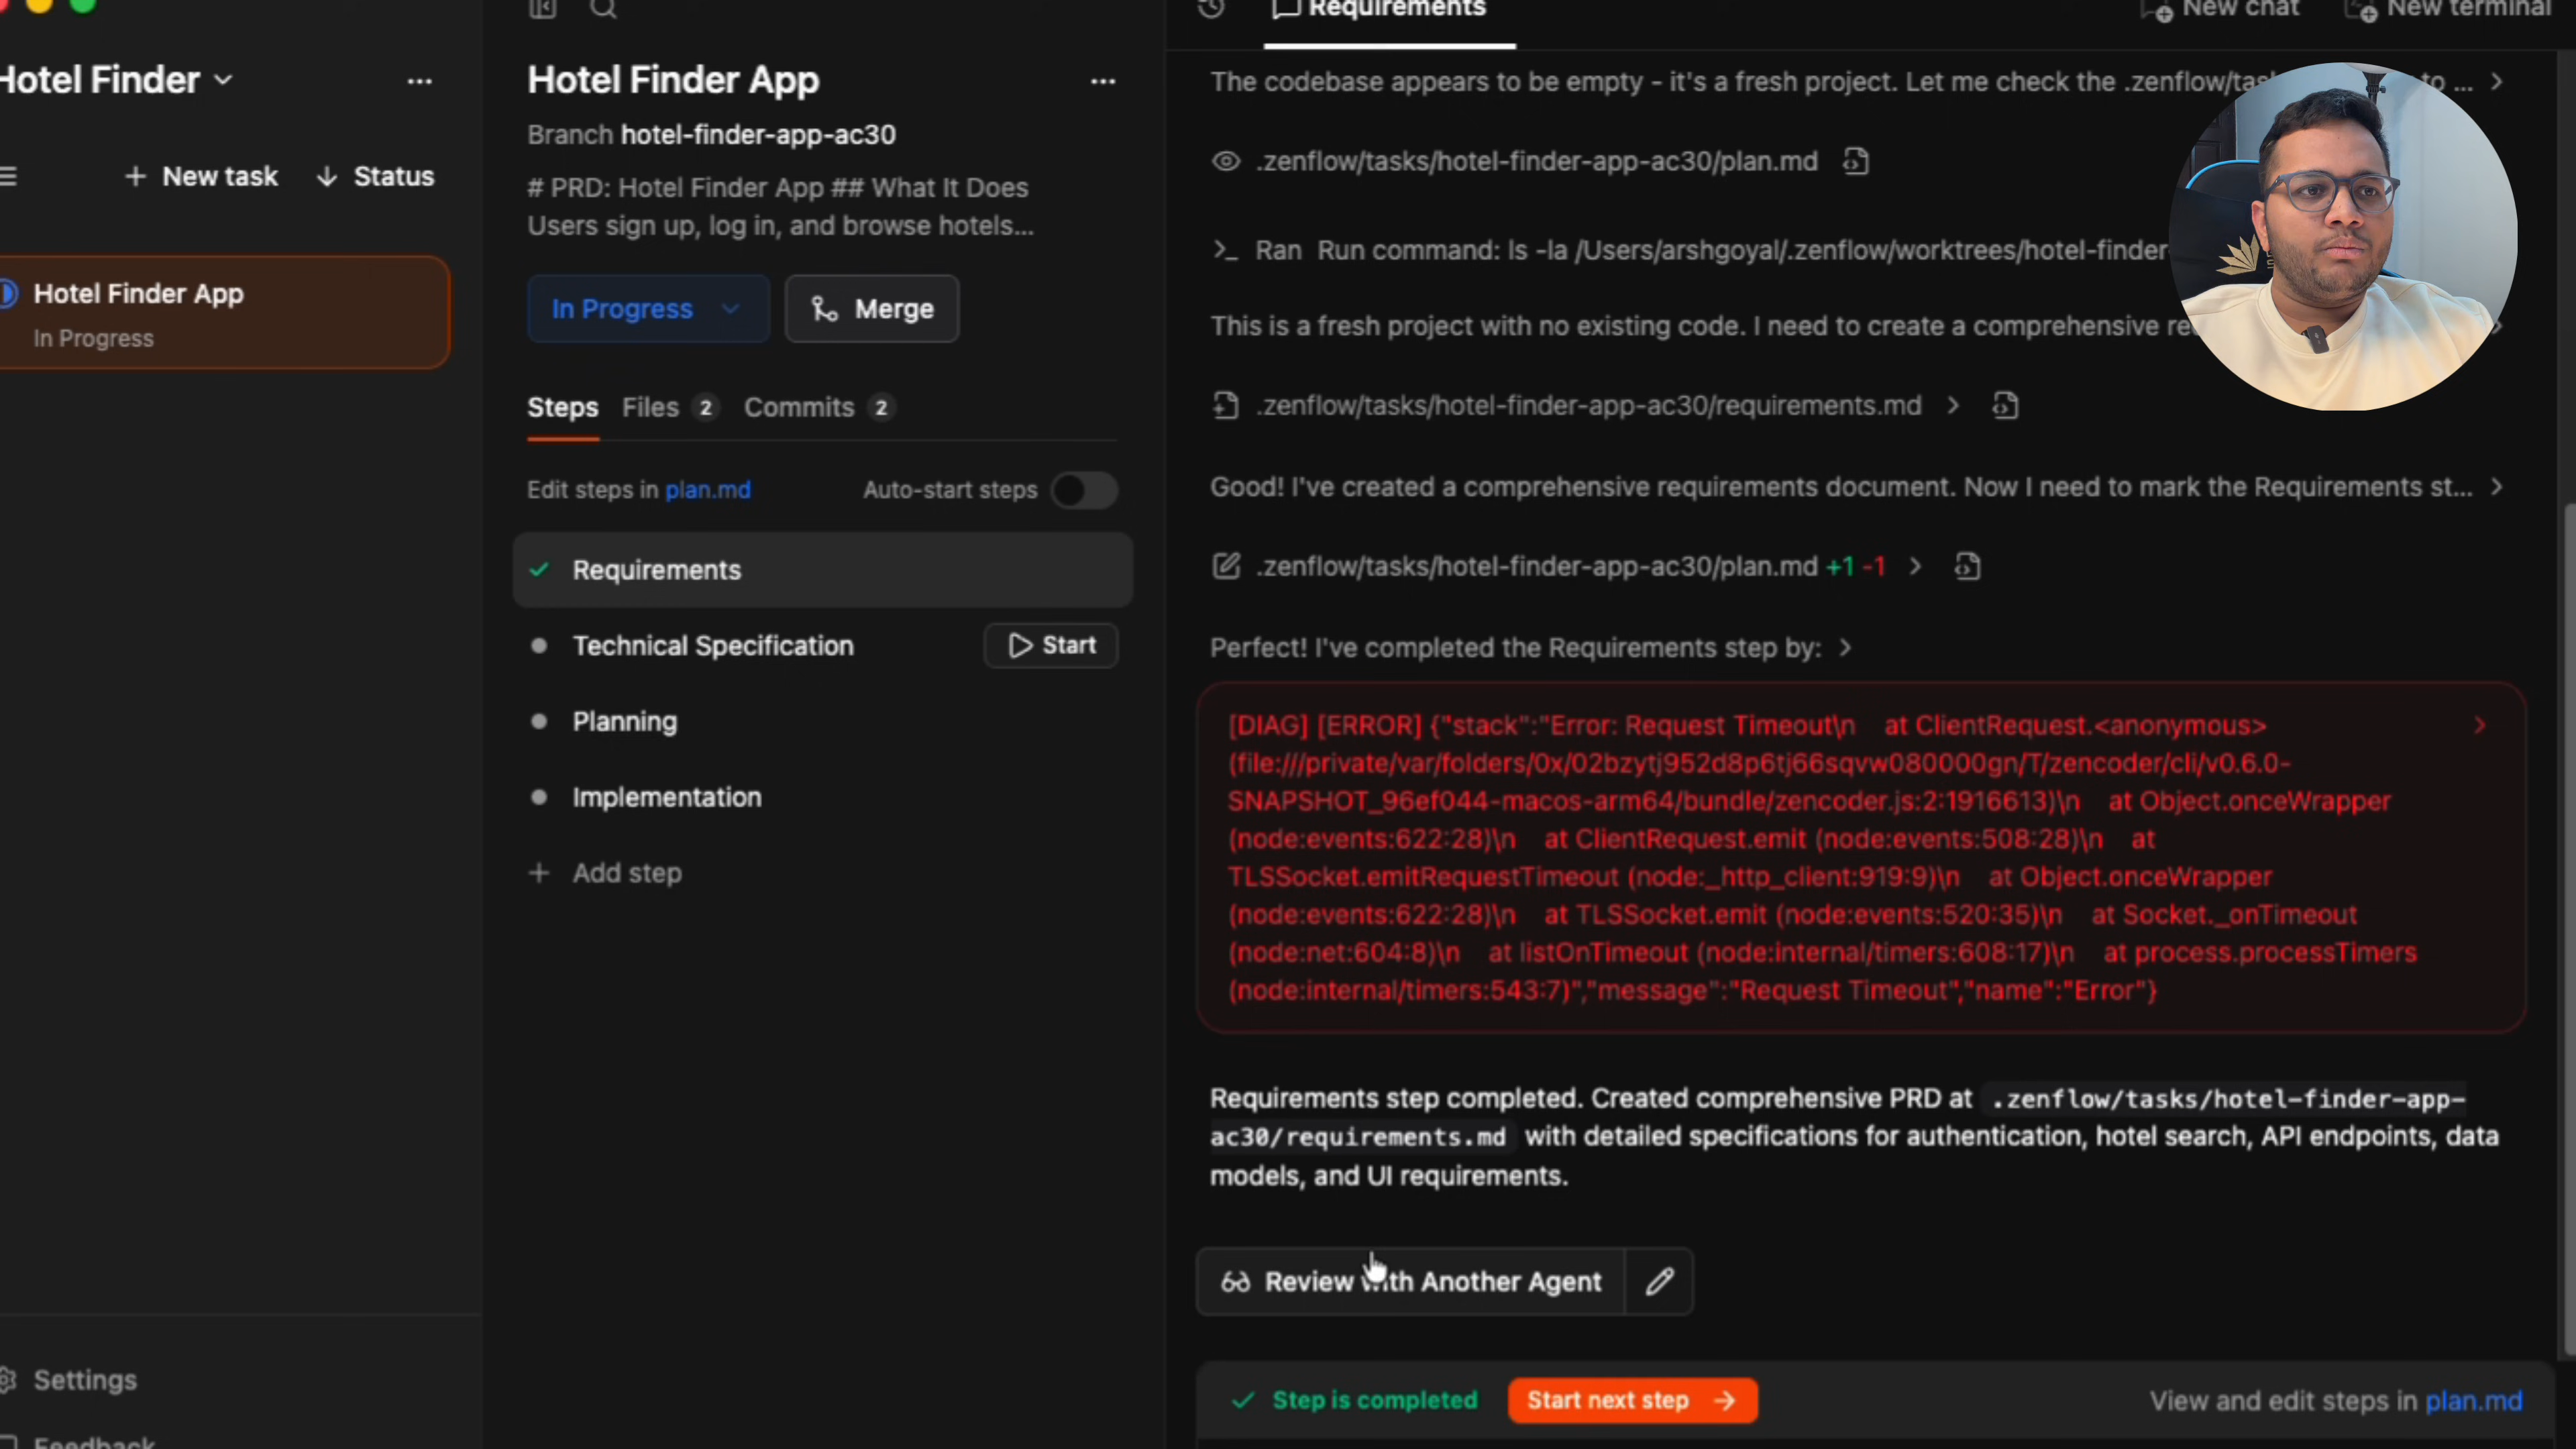 Hotel Finder
New task
Status
Hotel Finder App
In Progress
Settings
Feedback
Hotel Finder App
Branch hotel-finder-app-ac30
# PRD: Hotel Finder App ## What It Does
Users sign up, log in, and browse hotels...
In Progress
Merge
Steps
Files 2
Commits 2
Edit steps in plan.md
Auto-start steps
Requirements
Technical Specification
Start
Planning
Implementation
Add step
Requirements
New chat
New terminal
The codebase appears to be empty - it's a fresh project. Let me check the .zenflow/tas to ...
.zenflow/tasks/hotel-finder-app-ac30/plan.md
Ran Run command: ls -la /Users/arshgoyal/.zenflow/worktrees/hotel-finder-
This is a fresh project with no existing code. I need to create a comprehensive re
.zenflow/tasks/hotel-finder-app-ac30/requirements.md
Good! I've created a comprehensive requirements document. Now I need to mark the Requirements st...
.zenflow/tasks/hotel-finder-app-ac30/plan.md +1 -1
Perfect! I've completed the Requirements step by:
[DIAG] [ERROR] {"stack":"Error: Request Timeout\n at ClientRequest.<anonymous>
(file:///private/var/folders/0x/02bzytj952d8p6tj66sqvw080000gn/T/zencoder/cli/v0.6.0-
SNAPSHOT_96ef044-macos-arm64/bundle/zencoder.js:2:1916613)\n at Object.onceWrapper
(node:events:622:28)\n at ClientRequest.emit (node:events:508:28)\n at
TLSSocket.emitRequestTimeout (node:_http_client:919:9)\n at Object.onceWrapper
(node:events:622:28)\n at TLSSocket.emit (node:events:520:35)\n at Socket._onTimeout
(node:net:604:8)\n at listOnTimeout (node:internal/timers:608:17)\n at process.processTimers
(node:internal/timers:543:7)","message":"Request Timeout","name":"Error"}
Requirements step completed. Created comprehensive PRD at .zenflow/tasks/hotel-finder-app-
ac30/requirements.md with detailed specifications for authentication, hotel search, API endpoints, data
models, and UI requirements.
Review with Another Agent
Step is completed
Start next step
View and edit steps in plan.md